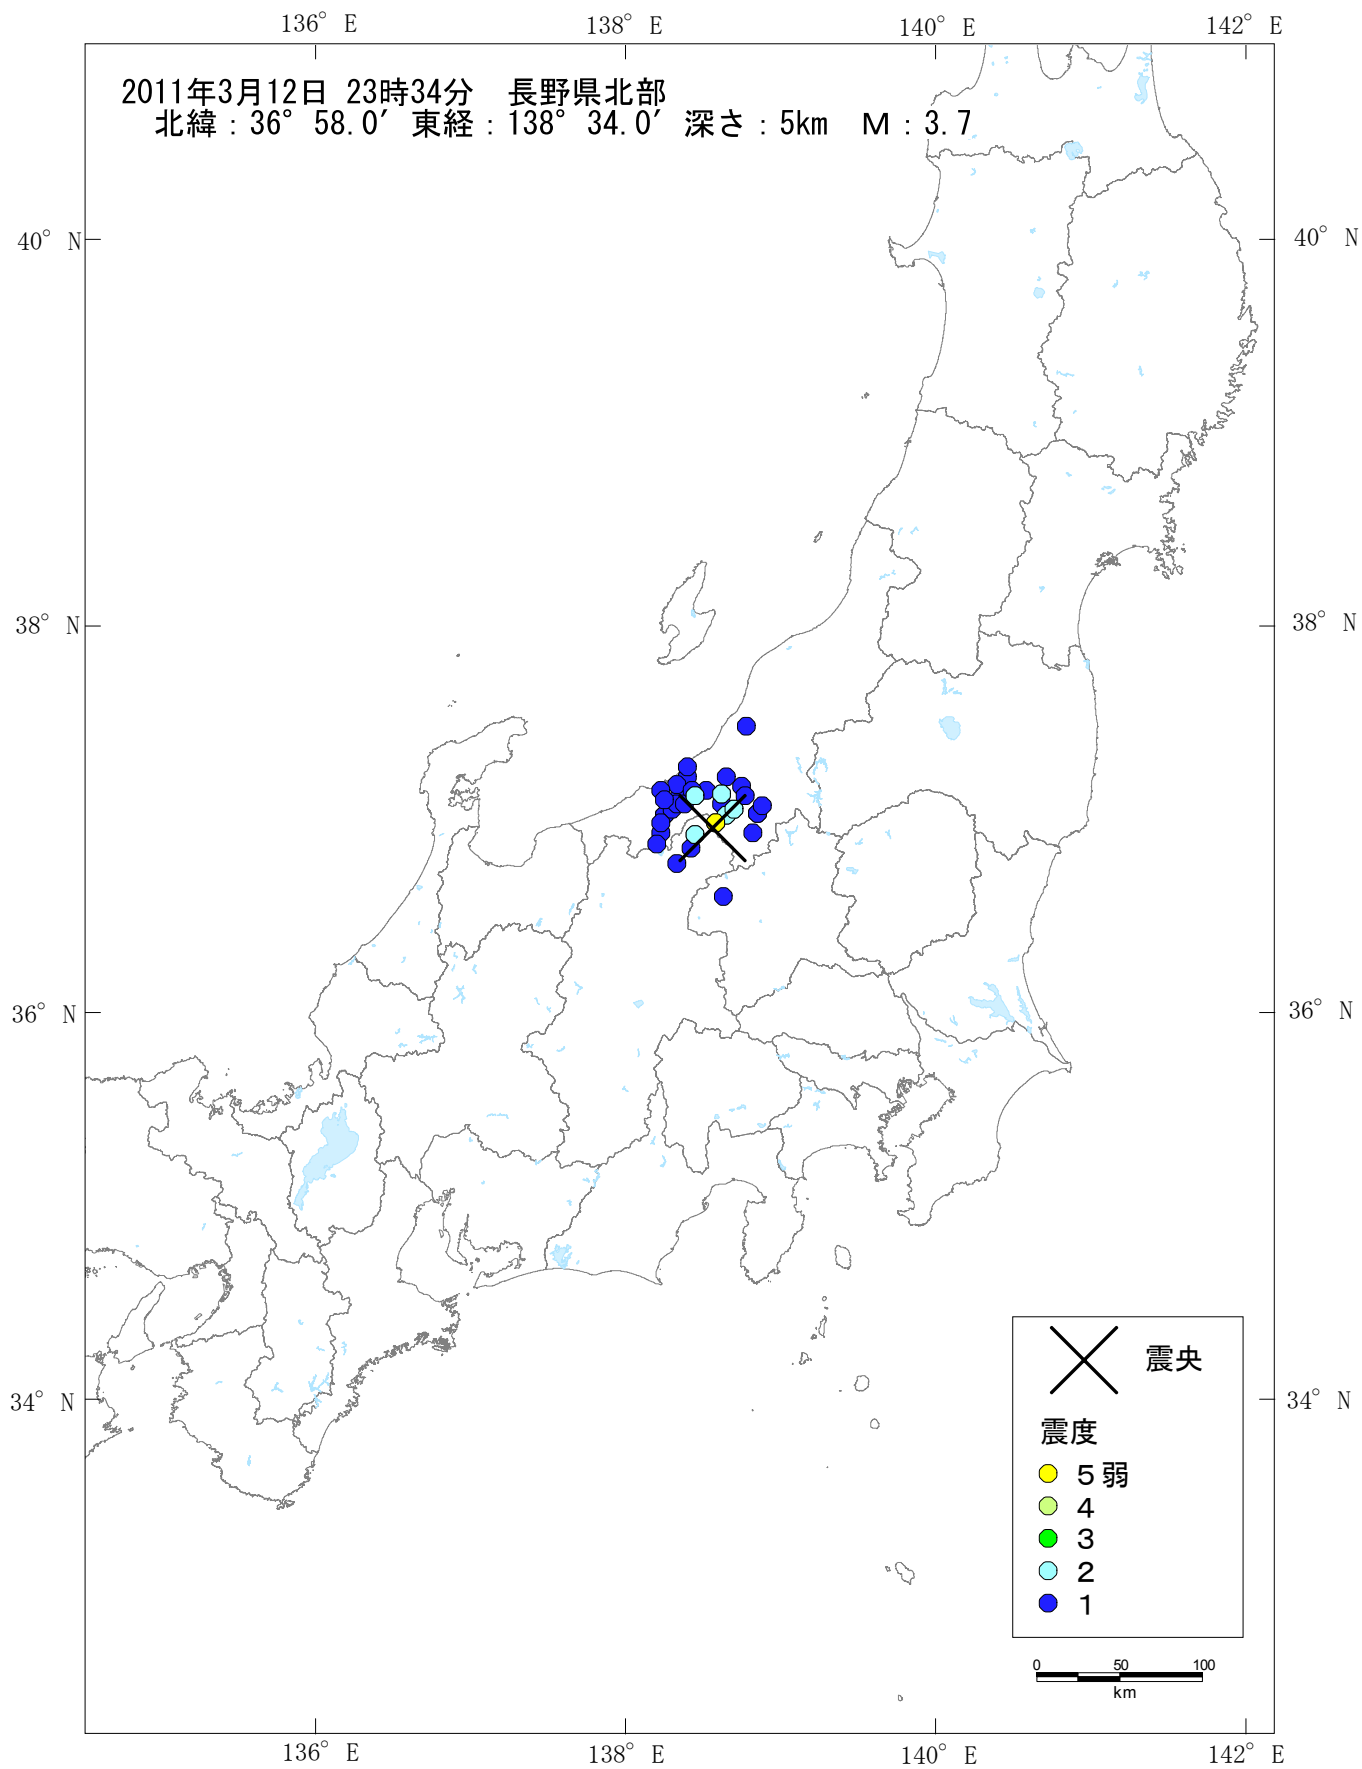 136° E 138° E 140° E 142° E
2011年3月12日 23時34分 長野県北部
北緯：36° 58.0′ 東経：138° 34.0′ 深さ：5km M：3.7
40° N 40° N
38° N 38° N
36° N 36° N
34° N 34° N
震央
震度
５弱
４
３
２
１
0 50 100
km
136° E 138° E 140° E 142° E